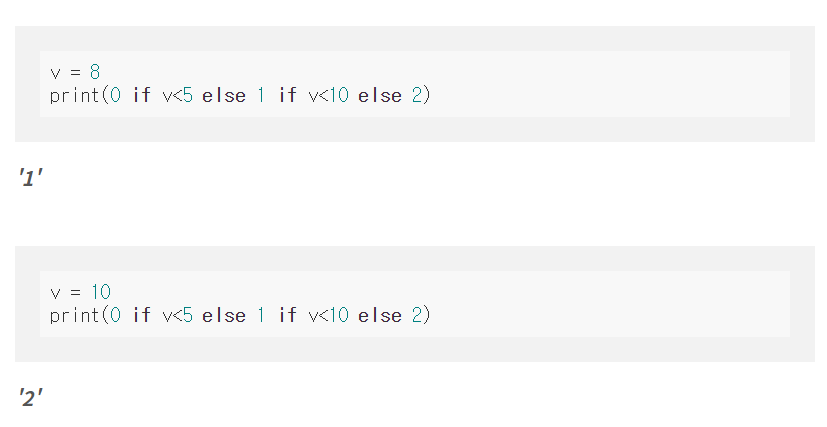 v = 8
print(0 if v<5 else 1 if v<10 else 2)
'1'
v = 10
print(0 if v<5 else 1 if v<10 else 2)
'2'